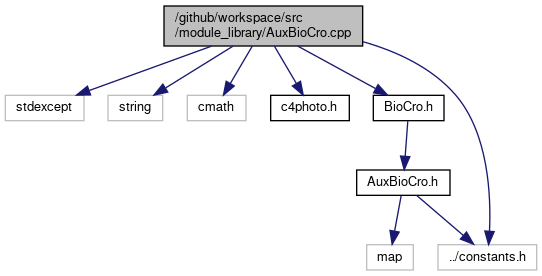 /github/workspace/src
/module_library/AuxBioCro.cpp
stdexcept
string
cmath
c4photo.h
BioCro.h
AuxBioCro.h
map
../constants.h